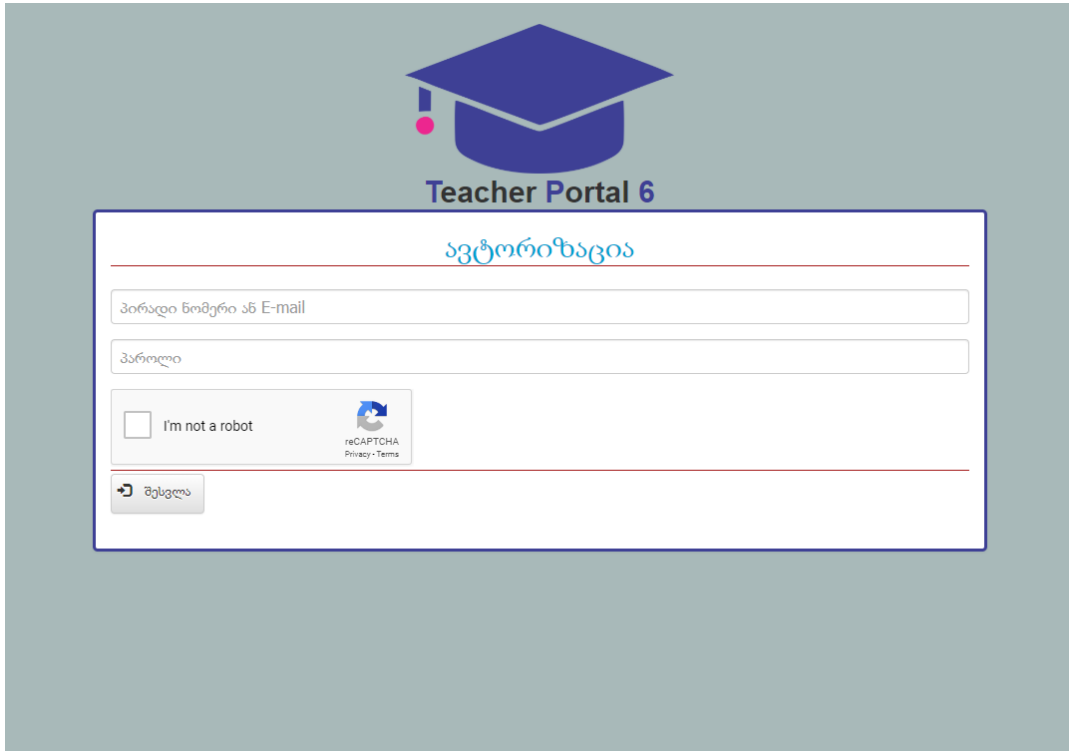 Teacher Portal 6
ავტორიზაცია
პირადი ნომერი ან E-mail
პაროლი
I'm not a robot
reCAPTCHA
Privacy - Terms
შესვლა